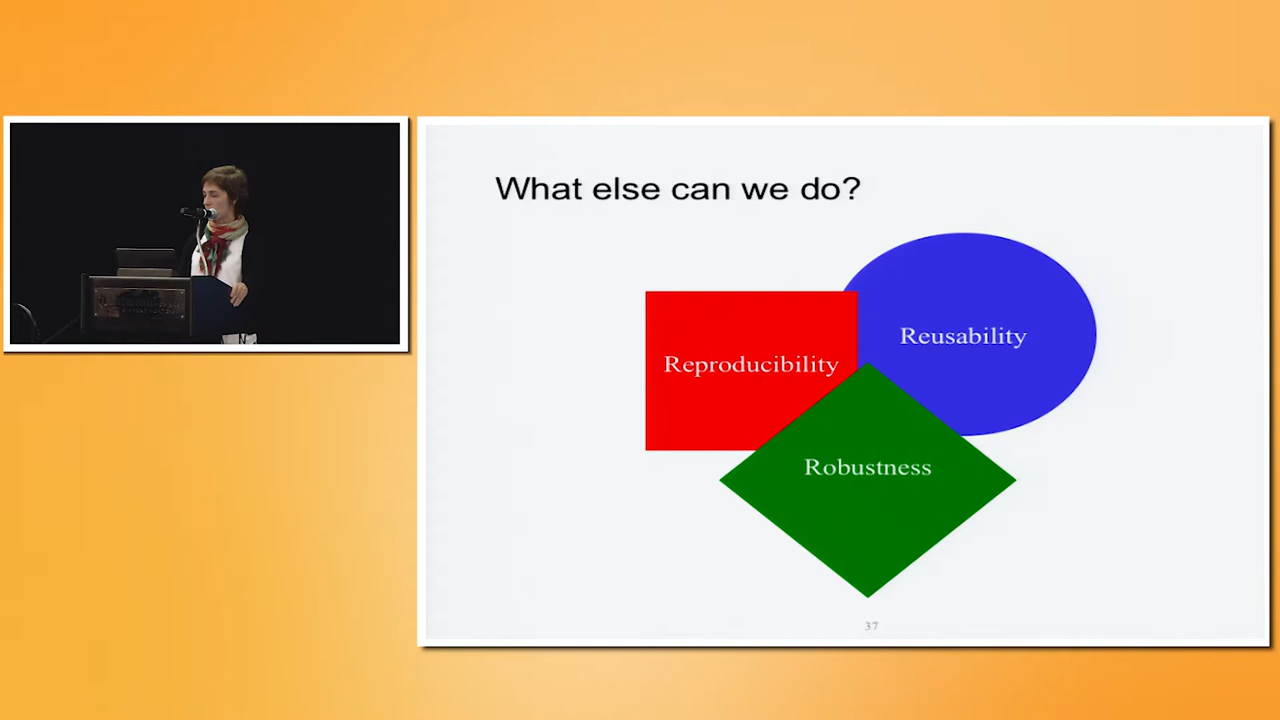 What else can we do?
Reusability
Reproducibility
Robustness
37